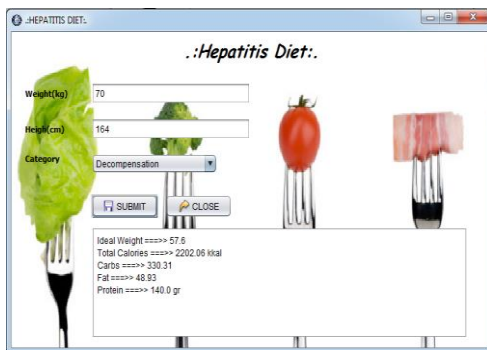 .:HEPATITIS DIET:.
.:Hepatitis Diet:.
Weight(kg) 70
Heigh(cm) 164
Category Decompensation
SUBMIT CLOSE
Ideal Weight ===>> 57.6
Total Calories ===>> 2202.06 kkal
Carbs ===>> 330.31
Fat ===>> 48.93
Protein ===>> 140.0 gr